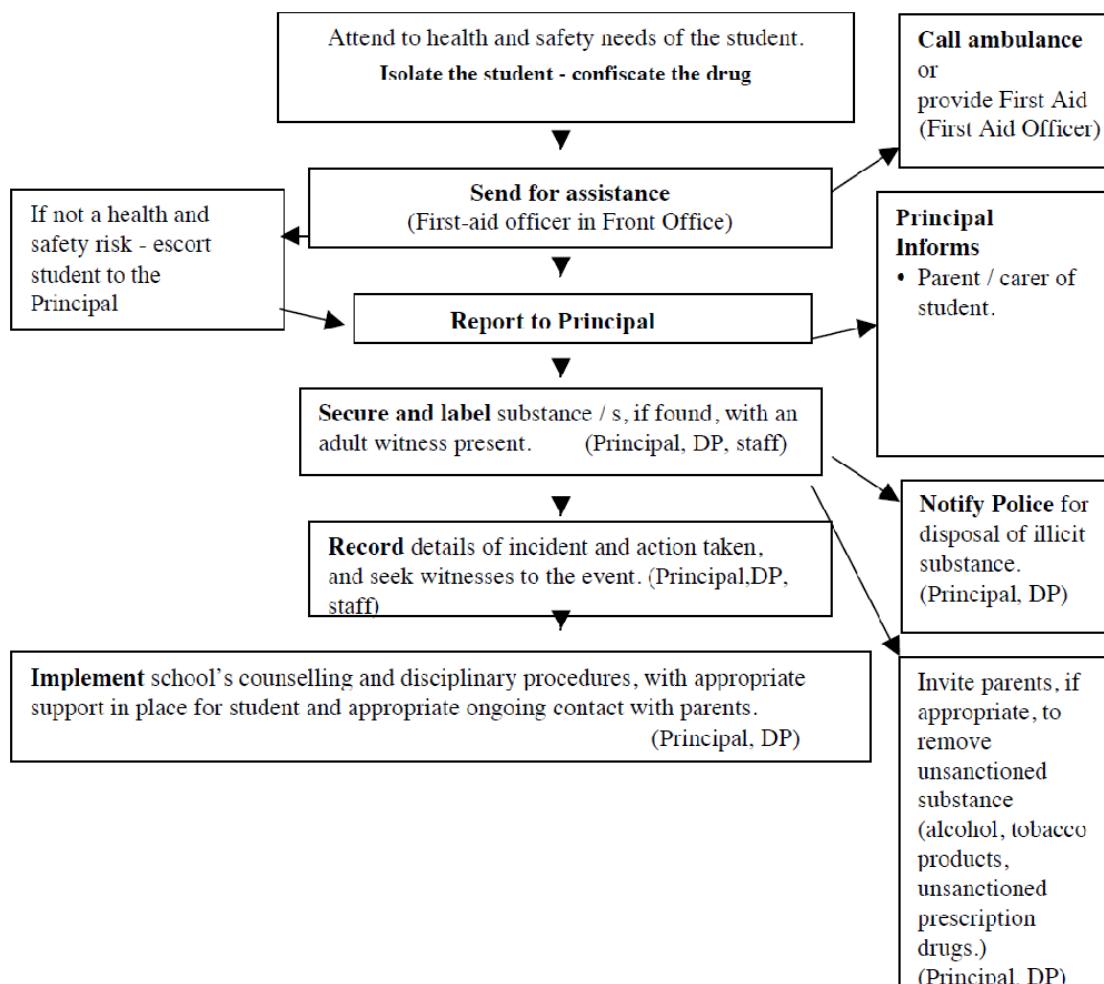 Attend to health and safety needs of the student.
Isolate the student - confiscate the drug
Call ambulance
or
provide First Aid
(First Aid Officer)
Send for assistance
(First-aid officer in Front Office)
If not a health and
safety risk - escort
student to the
Principal
Principal
Informs
• Parent / carer of
student.
Report to Principal
Secure and label substance / s, if found, with an
adult witness present. (Principal, DP, staff)
Notify Police for
disposal of illicit
substance.
(Principal, DP)
Record details of incident and action taken,
and seek witnesses to the event. (Principal,DP,
staff)
Implement school's counselling and disciplinary procedures, with appropriate
support in place for student and appropriate ongoing contact with parents.
(Principal, DP)
Invite parents, if
appropriate, to
remove
unsanctioned
substance
(alcohol, tobacco
products,
unsanctioned
prescription
drugs.)
(Principal, DP)